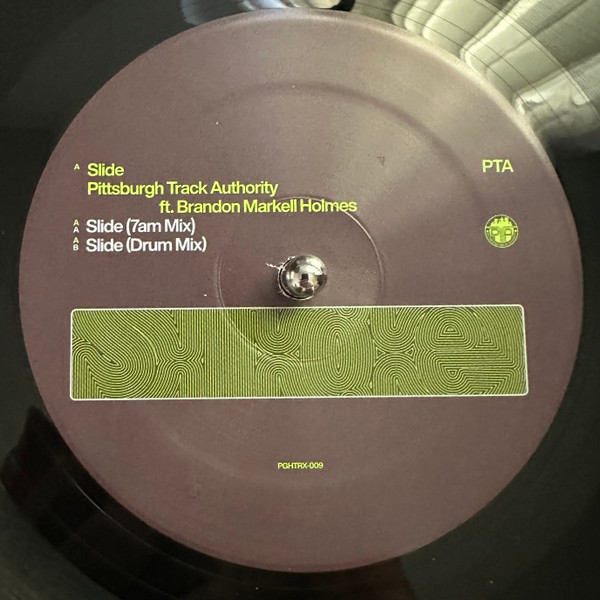 A Slide
Pittsburgh Track Authority
ft. Brandon Markell Holmes
AA Slide (7am Mix)
AB Slide (Drum Mix)
PTA
Slide
PGHTRX-009